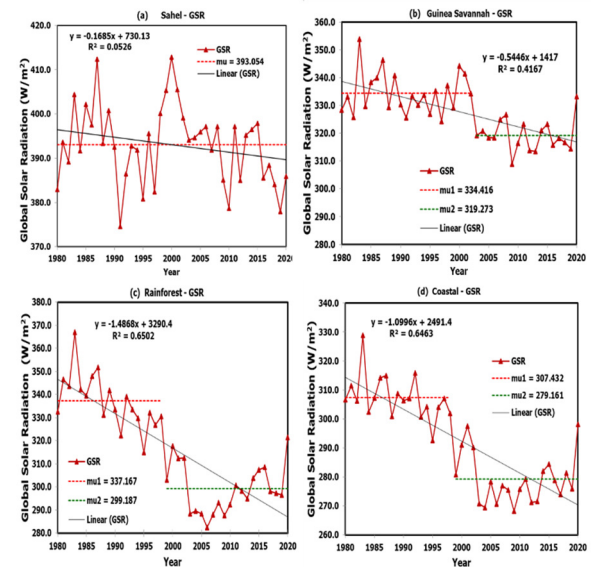 (a) Sahel - GSR
y = -0.1685x + 730.13
R² = 0.0526
GSR
mu = 393.054
Linear (GSR)
Global Solar Radiation (W/m²)
420.0
410.0
400.0
390.0
380.0
370.0
1980 1985 1990 1995 2000 2005 2010 2015 2020
Year
(b) Guinea Savannah - GSR
y = -0.5446x + 1417
R² = 0.4167
GSR
mu1 = 334.416
mu2 = 319.273
Linear (GSR)
Global Solar Radiation (W/m²)
360.0
350.0
340.0
330.0
320.0
310.0
300.0
290.0
280.0
1980 1985 1990 1995 2000 2005 2010 2015 2020
Year
(c) Rainforest - GSR
y = -1.4868x + 3290.4
R² = 0.6502
GSR
mu1 = 337.167
mu2 = 299.187
Linear (GSR)
Global Solar Radiation (W/m²)
380.0
370.0
360.0
350.0
340.0
330.0
320.0
310.0
300.0
290.0
280.0
1980 1985 1990 1995 2000 2005 2010 2015 2020
Year
(d) Coastal - GSR
y = -1.0996x + 2491.4
R² = 0.6463
GSR
mu1 = 307.432
mu2 = 279.161
Linear (GSR)
Global Solar Radiation (W/m²)
340.0
330.0
320.0
310.0
300.0
290.0
280.0
270.0
260.0
1980 1985 1990 1995 2000 2005 2010 2015 2020
Year